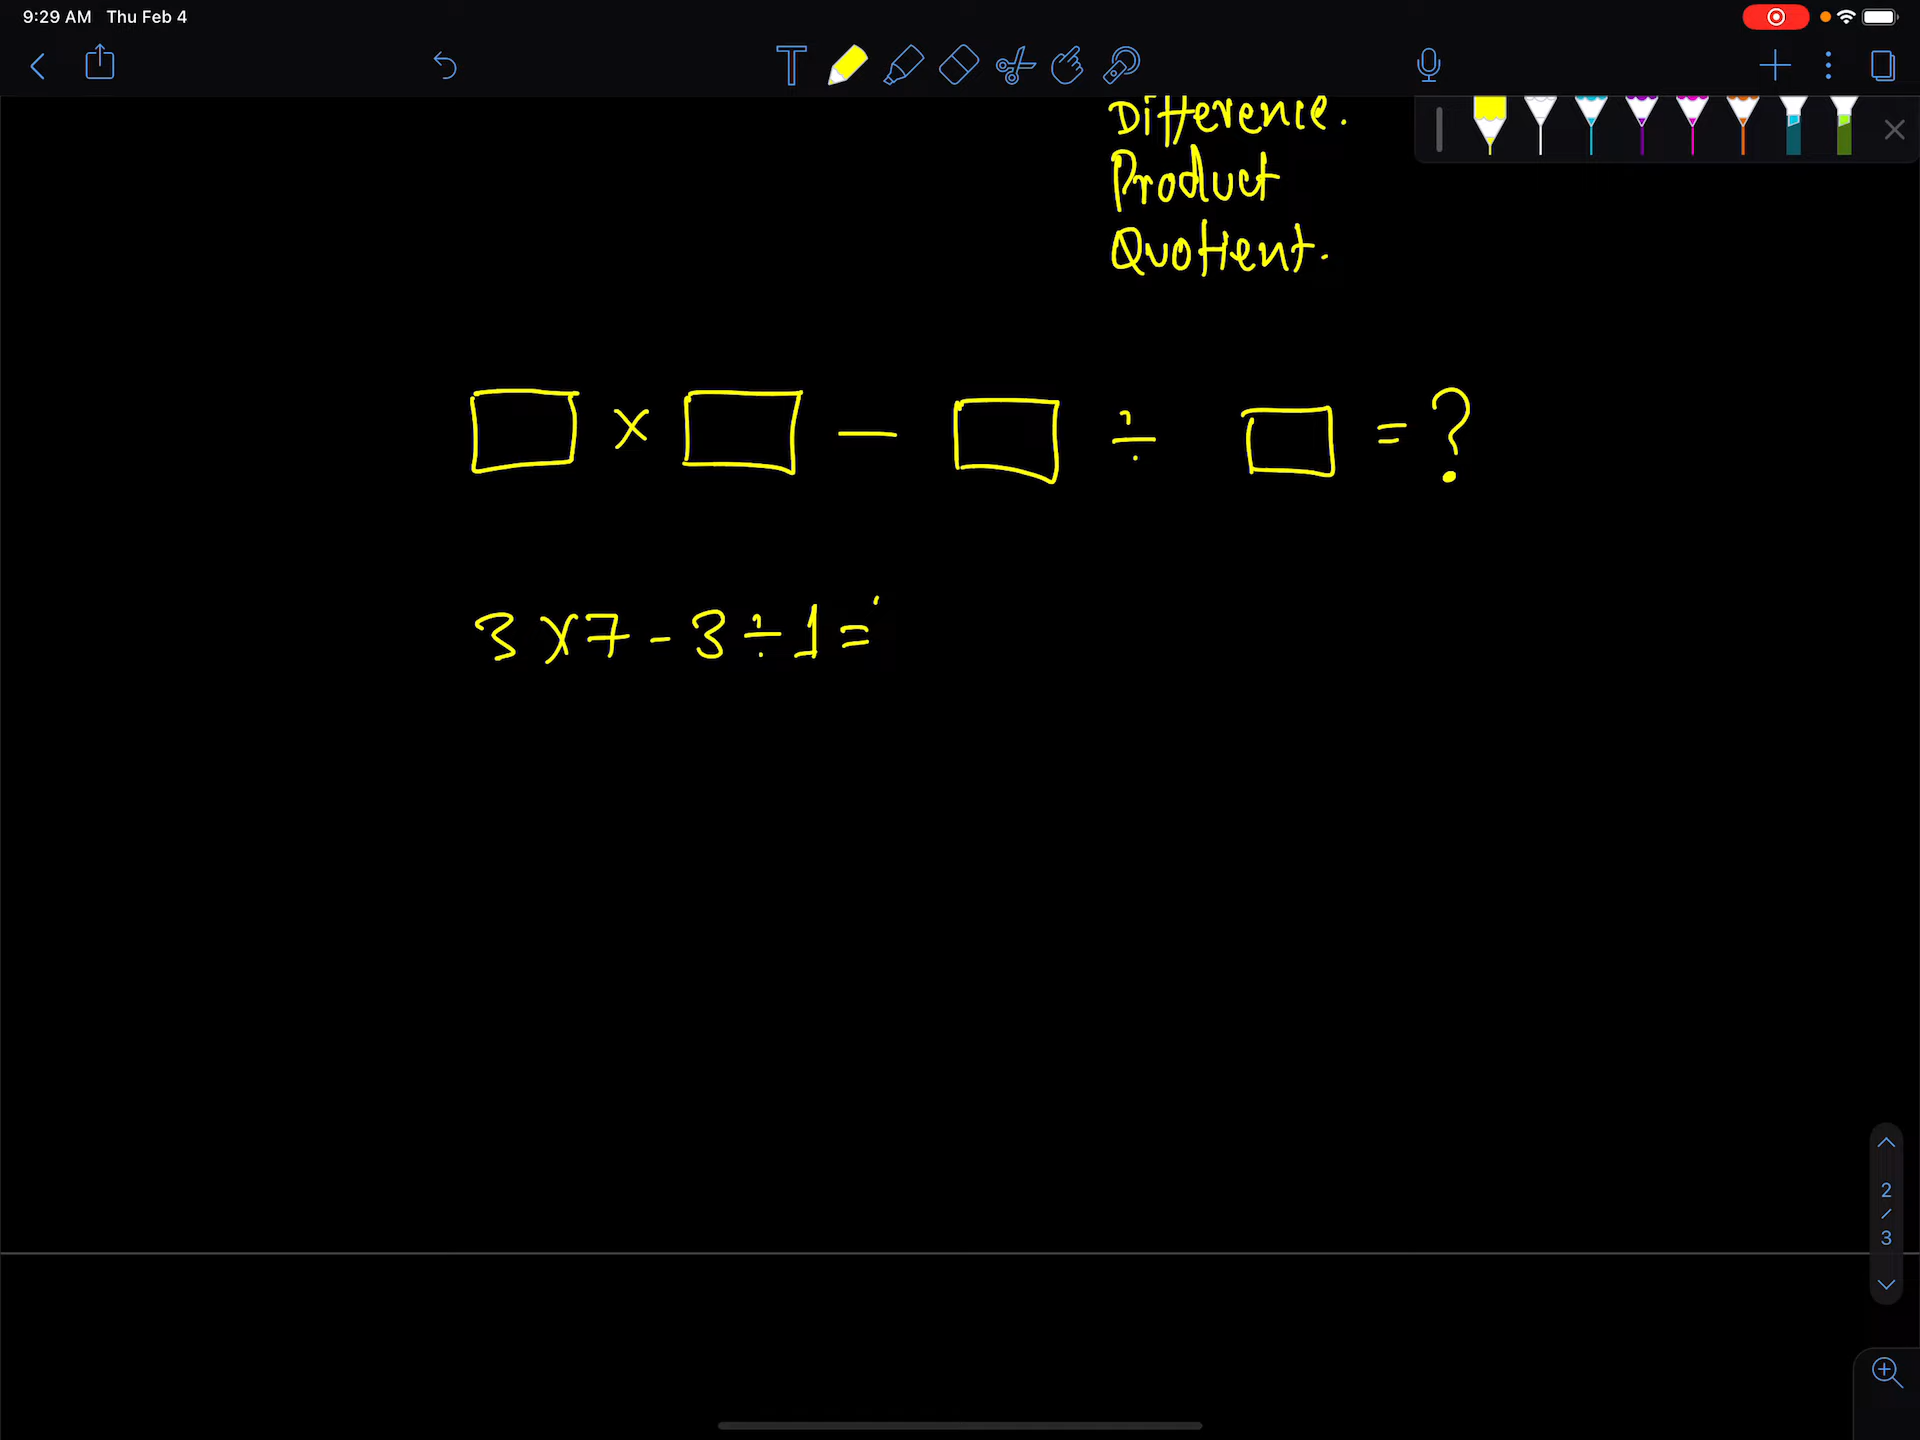 9:29 AM Thu Feb 4
Difference.
Product
Quotient.
□ × □ − □ ÷ □ = ?
3 × 7 - 3 ÷ 1 =
2
/
3